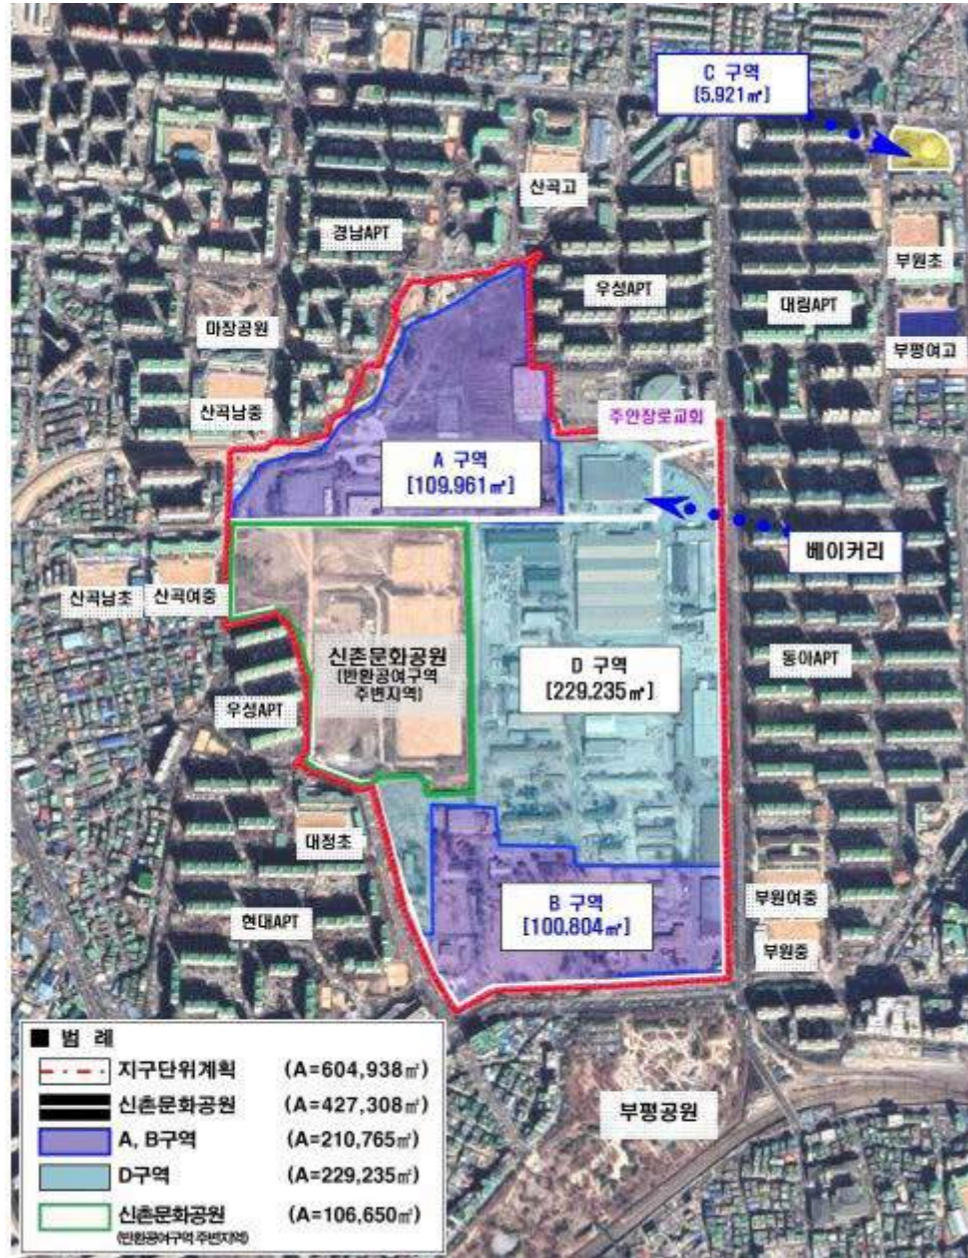 C 구역
[5.921㎡]
산곡고
경남APT
부원초
우성APT
대림APT
마장공원
부평여고
산곡남중
주안장로교회
A 구역
[109.961㎡]
베이커리
산곡남초
산곡여중
신촌문화공원
(반환공여구역
주변지역)
D 구역
[229.235㎡]
동아APT
우성APT
대정초
부원여중
B 구역
[100.804㎡]
현대APT
부원중
■ 범 례
지구단위계획 (A=604,938㎡)
신촌문화공원 (A=427,308㎡)
A, B구역 (A=210,765㎡)
D구역 (A=229,235㎡)
신촌문화공원 (A=106,650㎡)
(반환공여구역 주변지역)
부평공원